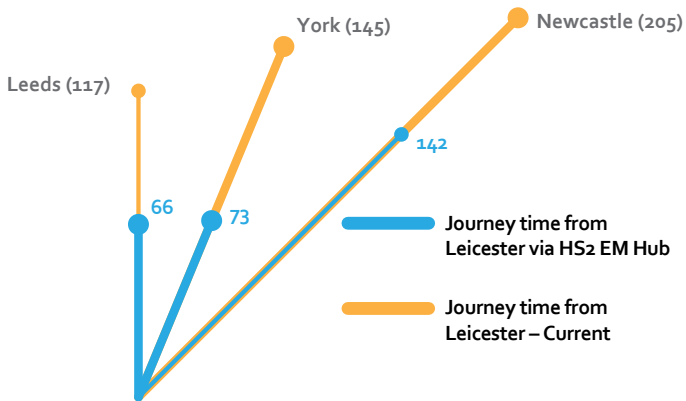 Newcastle (205)
York (145)
Leeds (117)
142
66
73
Journey time from
Leicester via HS2 EM Hub
Journey time from
Leicester – Current